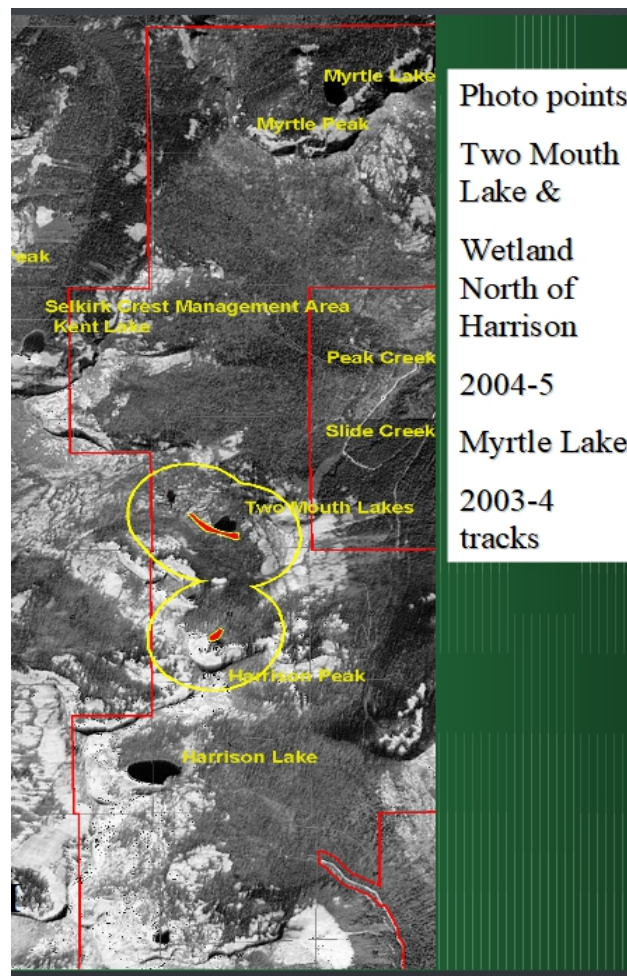 Myrtle Lake
Myrtle Peak
Peak
Selkirk Crest Management Area
Kent Lake
Peak Creek
Slide Creek
Two Mouth Lakes
Harrison Peak
Harrison Lake
Photo points
Two Mouth
Lake &
Wetland
North of
Harrison
2004-5
Myrtle Lake
2003-4
tracks